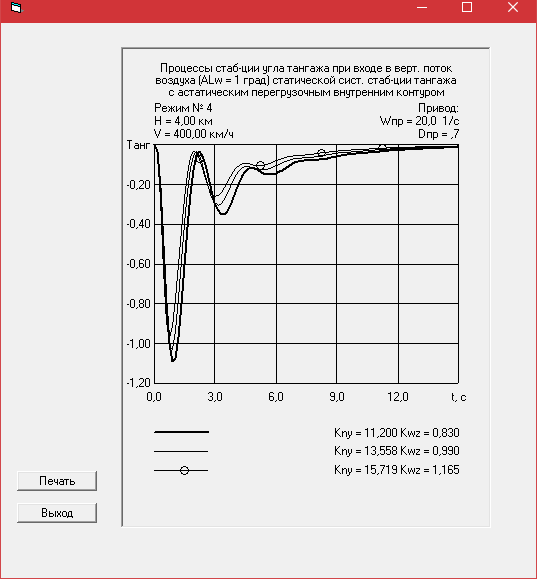 Процессы стаб-ции угла тангажа при входе в верт. поток
воздуха (ALw = 1 град) статической сист. стаб-ции тангажа
с астатическим перегрузочным внутренним контуром
Режим № 4
Привод:
H = 4,00 км
Wпр = 20,0 1/с
V = 400,00 км/ч
Dпр = ,7
Танг
-0,20
-0,40
-0,60
-0,80
-1,00
-1,20
0,0 3,0 6,0 9,0 12,0 t, с
Kny = 11,200 Kwz = 0,830
Kny = 13,558 Kwz = 0,990
Kny = 15,719 Kwz = 1,165
Печать
Выход